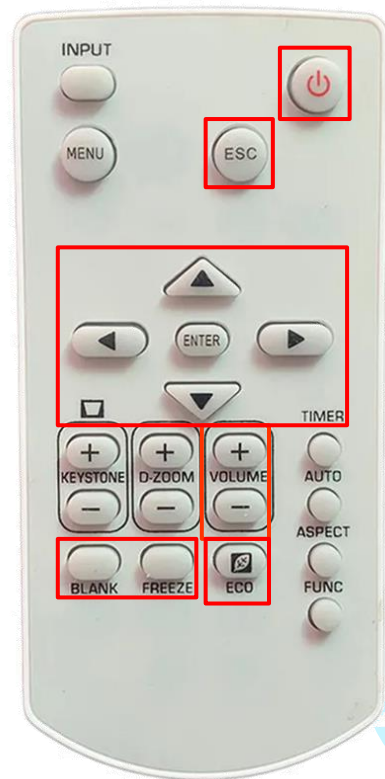 INPUT
MENU
ESC
ENTER
TIMER
+ + +
KEYSTONE D-ZOOM VOLUME AUTO
- - -
ASPECT
BLANK FREEZE ECO FUNC